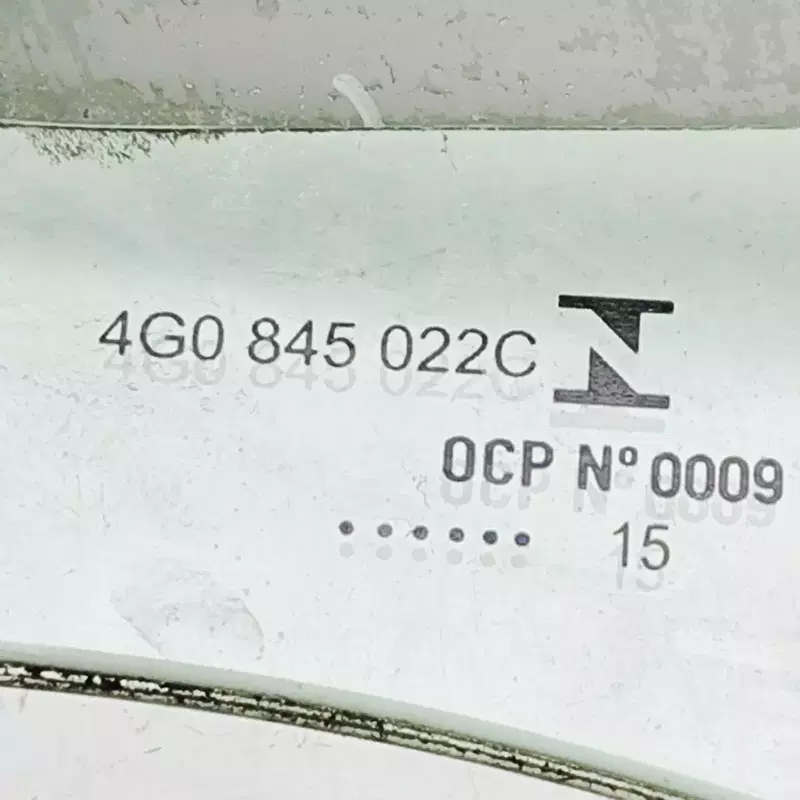 4G0 845 022C
OCP Nº 0009
...... 15